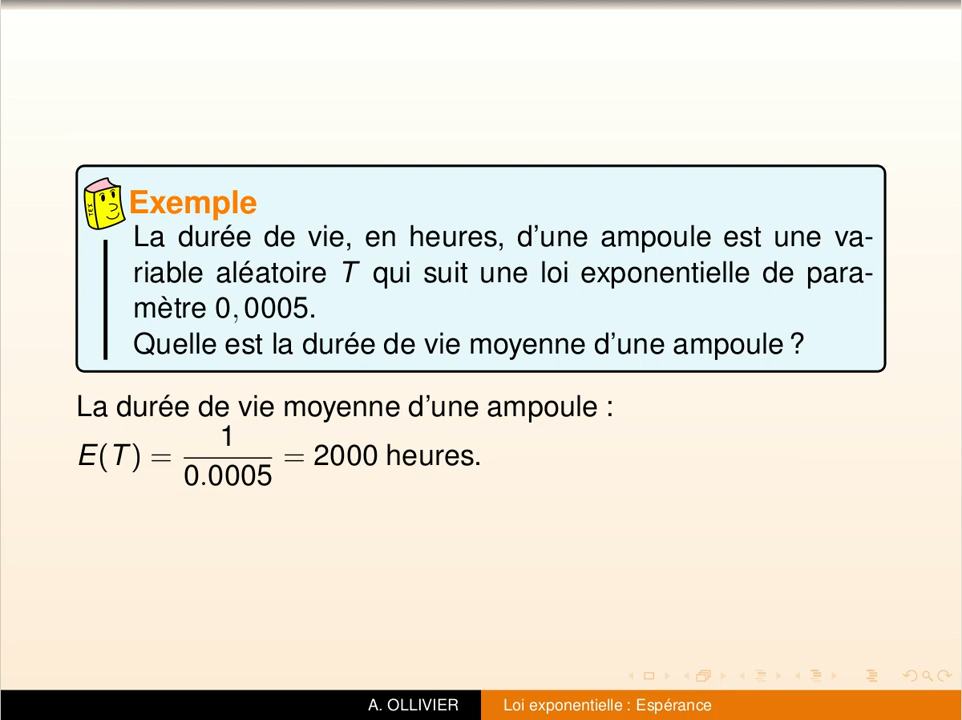 TEX
Exemple
La durée de vie, en heures, d'une ampoule est une va-
riable aléatoire T qui suit une loi exponentielle de para-
mètre 0, 0005.
Quelle est la durée de vie moyenne d'une ampoule ?
La durée de vie moyenne d'une ampoule :
E(T) = 1/0.0005 = 2000 heures.
A. OLLIVIER
Loi exponentielle : Espérance